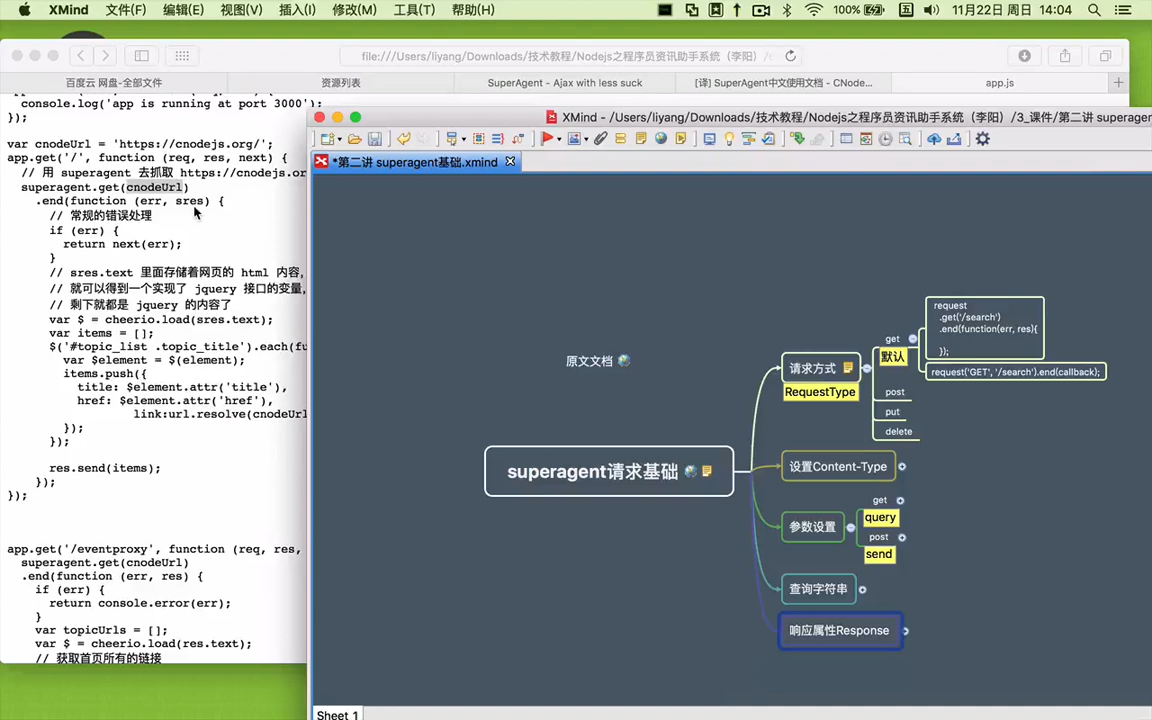 XMind 文件(F) 编辑(E) 视图(V) 插入(I) 修改(M) 工具(T) 帮助(H) 100% 五 11月22日 周日 14:04
file:///Users/liyang/Downloads/技术教程/Nodejs之程序员资讯助手系统（李阳）/
百度云 网盘-全部文件 资源列表 SuperAgent - Ajax with less suck [译] SuperAgent中文使用文档 - CNode... app.js
console.log('app is running at port 3000');
});
var cnodeUrl = 'https://cnodejs.org/';
app.get('/', function (req, res, next) {
// 用 superagent 去抓取 https://cnodejs.or
superagent.get(cnodeUrl)
.end(function (err, sres) {
// 常规的错误处理
if (err) {
return next(err);
}
// sres.text 里面存储着网页的 html 内容,
// 就可以得到一个实现了 jquery 接口的变量,
// 剩下就都是 jquery 的内容了
var $ = cheerio.load(sres.text);
var items = [];
$('#topic_list .topic_title').each(fu
var $element = $(element);
items.push({
title: $element.attr('title'),
href: $element.attr('href'),
link:url.resolve(cnodeUrl
});
});
res.send(items);
});
});
app.get('/eventproxy', function (req, res,
superagent.get(cnodeUrl)
.end(function (err, res) {
if (err) {
return console.error(err);
}
var topicUrls = [];
var $ = cheerio.load(res.text);
// 获取首页所有的链接
XMind - /Users/liyang/Downloads/技术教程/Nodejs之程序员资讯助手系统（李阳）/3_课件/第二讲 superagen
*第二讲 superagent基础.xmind
原文文档
superagent请求基础
请求方式
RequestType
get
默认
request
.get('/search')
.end(function(err, res){
});
request('GET', '/search').end(callback);
post
put
delete
设置Content-Type
参数设置
get
query
post
send
查询字符串
响应属性Response
Sheet 1